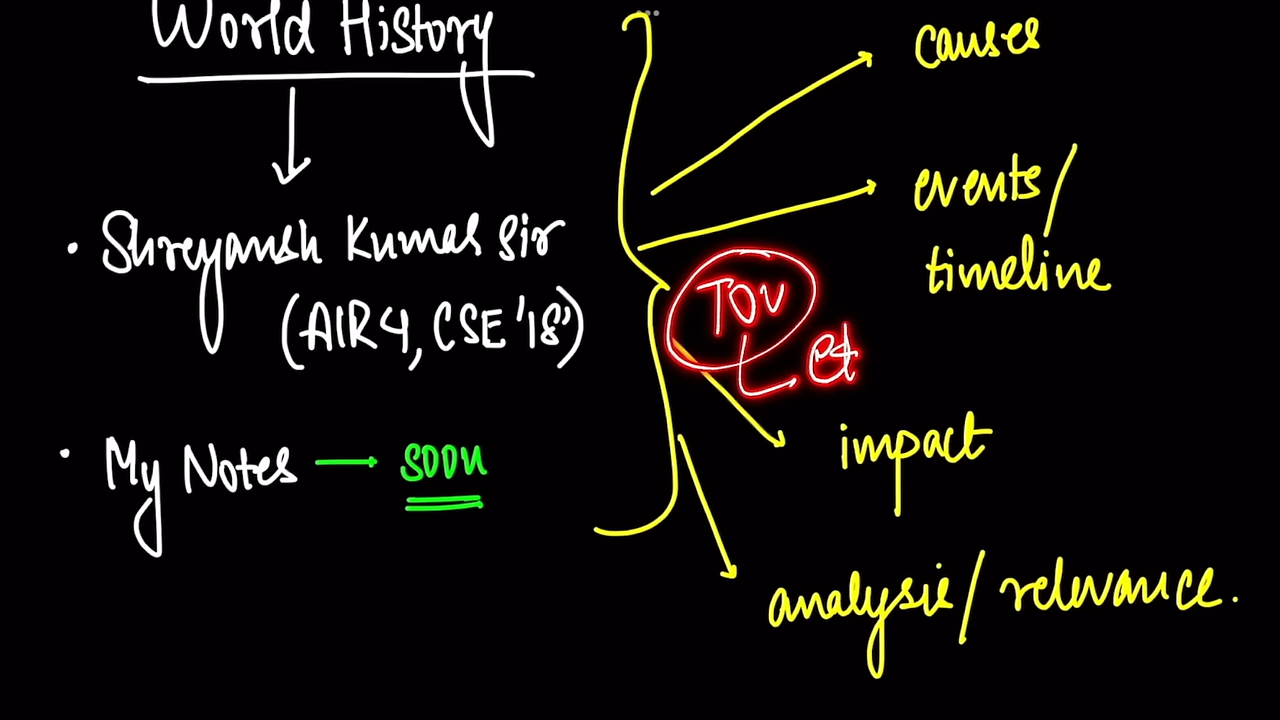 World History
• Shreyansh Kumar Sir
(AIR 4, CSE '18')
• My Notes → SOON
causes
events/
timeline
TOV
impact
analysis/relevance.